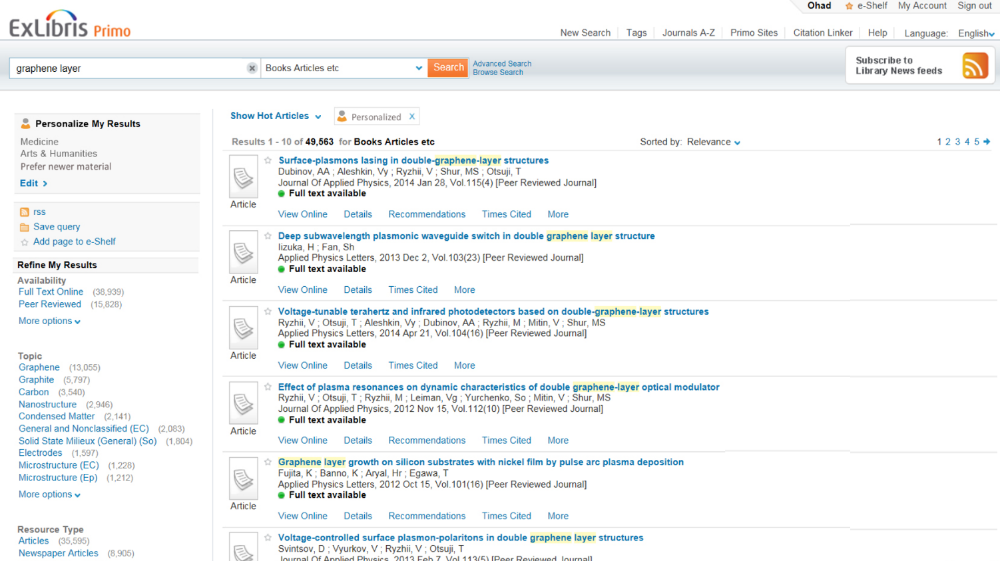 Ohad e-Shelf My Account Sign out
ExLibris Primo
New Search Tags Journals A-Z Primo Sites Citation Linker Help Language: English
graphene layer Books Articles etc Search Advanced Search
Browse Search
Subscribe to
Library News feeds
Personalize My Results
Medicine
Arts & Humanities
Prefer newer material
Edit
rss
Save query
Add page to e-Shelf
Refine My Results
Availability
Full Text Online (38,939)
Peer Reviewed (15,828)
More options
Topic
Graphene (13,055)
Graphite (5,797)
Carbon (3,540)
Nanostructure (2,946)
Condensed Matter (2,141)
General and Nonclassified (EC) (2,083)
Solid State Milieux (General) (So) (1,804)
Electrodes (1,597)
Microstructure (EC) (1,228)
Microstructure (Ep) (1,212)
More options
Resource Type
Articles (35,595)
Newspaper Articles (8,905)
Show Hot Articles Personalized X
Results 1 - 10 of 49,563 for Books Articles etc Sorted by: Relevance 1 2 3 4 5
Surface-plasmons lasing in double-graphene-layer structures
Dubinov, AA ; Aleshkin, Vy ; Ryzhii, V ; Shur, MS ; Otsuji, T
Journal Of Applied Physics, 2014 Jan 28, Vol.115(4) [Peer Reviewed Journal]
Full text available
Article
View Online Details Recommendations Times Cited More
Deep subwavelength plasmonic waveguide switch in double graphene layer structure
Iizuka, H ; Fan, Sh
Applied Physics Letters, 2013 Dec 2, Vol.103(23) [Peer Reviewed Journal]
Full text available
Article
View Online Details Times Cited More
Voltage-tunable terahertz and infrared photodetectors based on double-graphene-layer structures
Ryzhii, V ; Otsuji, T ; Aleshkin, Vy ; Dubinov, AA ; Ryzhii, M ; Mitin, V ; Shur, MS
Applied Physics Letters, 2014 Apr 21, Vol.104(16) [Peer Reviewed Journal]
Full text available
Article
View Online Details Times Cited More
Effect of plasma resonances on dynamic characteristics of double graphene-layer optical modulator
Ryzhii, V ; Otsuji, T ; Ryzhii, M ; Leiman, Vg ; Yurchenko, So ; Mitin, V ; Shur, MS
Journal Of Applied Physics, 2012 Nov 15, Vol.112(10) [Peer Reviewed Journal]
Full text available
Article
View Online Details Recommendations Times Cited More
Graphene layer growth on silicon substrates with nickel film by pulse arc plasma deposition
Fujita, K ; Banno, K ; Aryal, Hr ; Egawa, T
Applied Physics Letters, 2012 Oct 15, Vol.101(16) [Peer Reviewed Journal]
Full text available
Article
View Online Details Recommendations Times Cited More
Voltage-controlled surface plasmon-polaritons in double graphene layer structures
Svintsov, D ; Vyurkov, V ; Ryzhii, V ; Otsuji, T
Journal Of Applied Physics, 2013 Feb 7, Vol.113(5) [Peer Reviewed Journal]